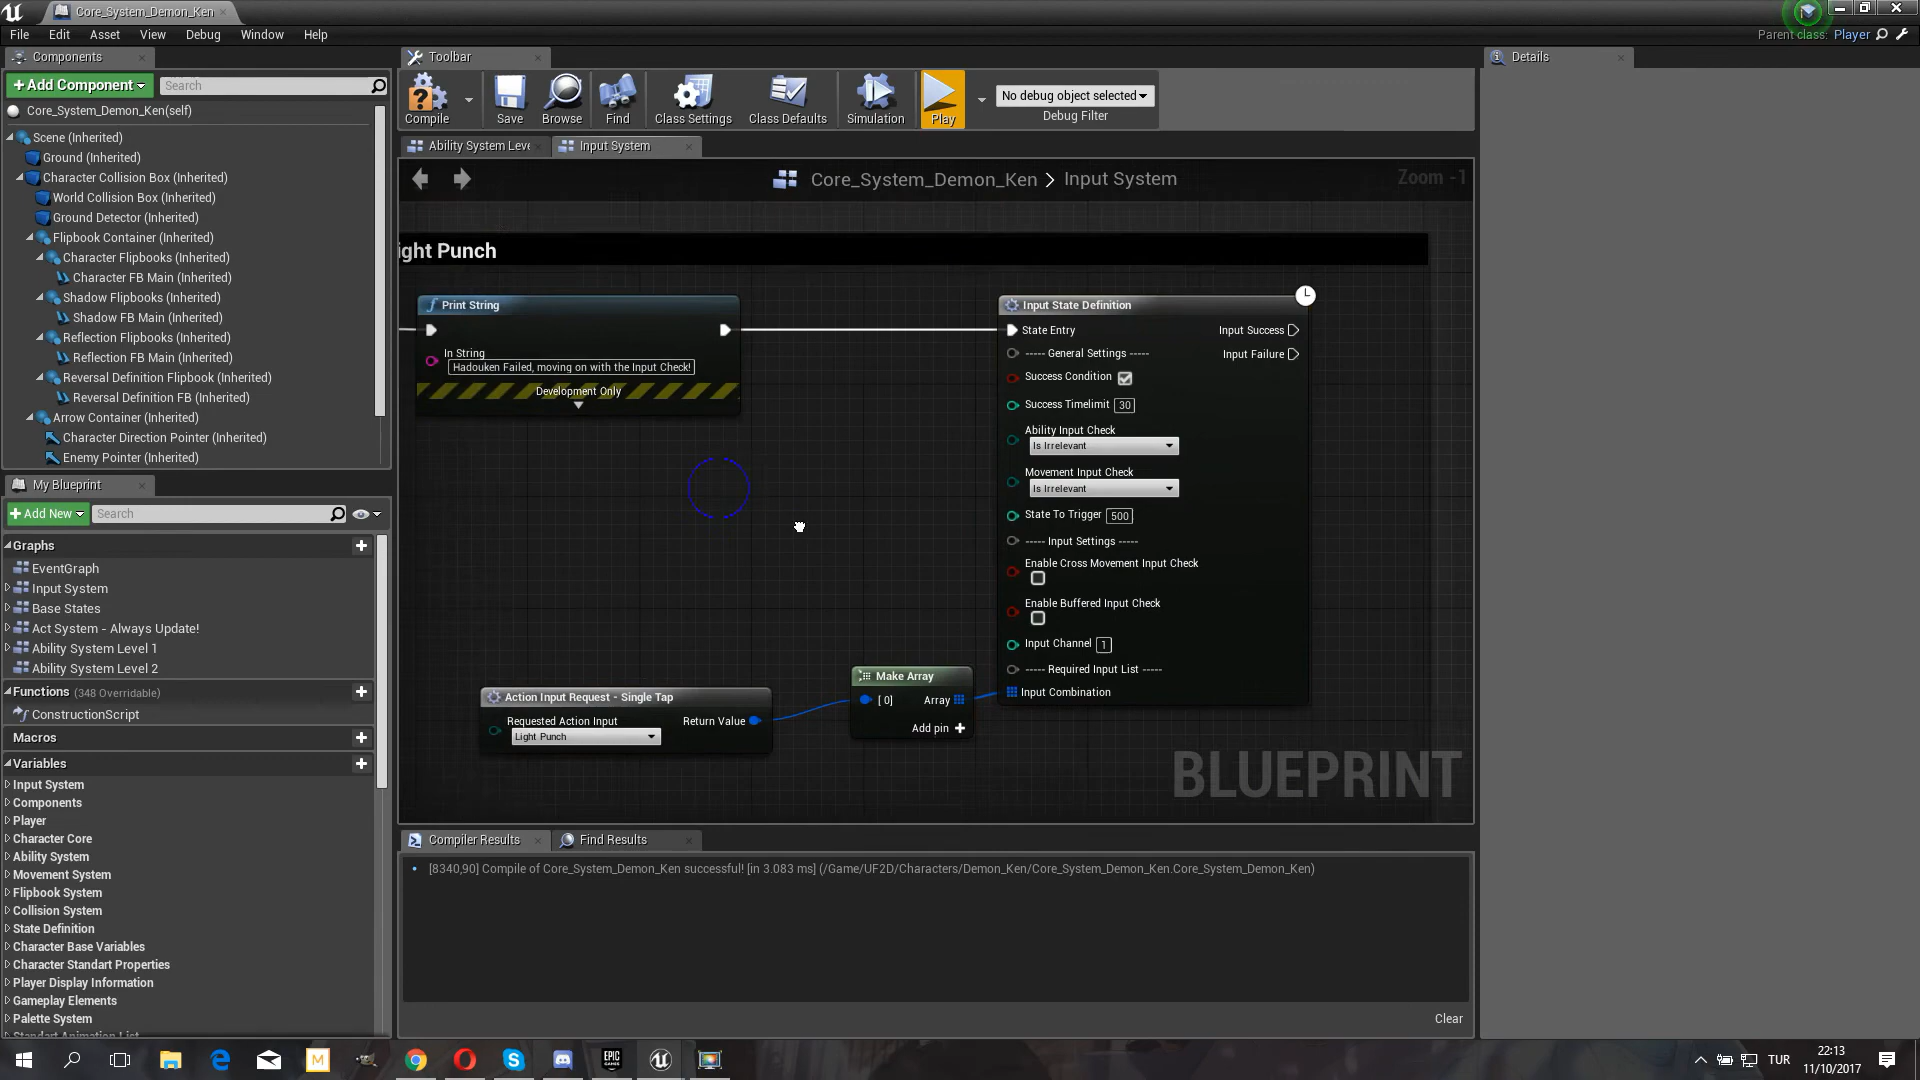 Core_System_Demon_Ken
File Edit Asset View Debug Window Help
Parent class: Player
Components
Add Component
Search
Core_System_Demon_Ken(self)
Scene (Inherited)
Ground (Inherited)
Character Collision Box (Inherited)
World Collision Box (Inherited)
Ground Detector (Inherited)
Flipbook Container (Inherited)
Character Flipbooks (Inherited)
Character FB Main (Inherited)
Shadow Flipbooks (Inherited)
Shadow FB Main (Inherited)
Reflection Flipbooks (Inherited)
Reflection FB Main (Inherited)
Reversal Definition Flipbook (Inherited)
Reversal Definition FB (Inherited)
Arrow Container (Inherited)
Character Direction Pointer (Inherited)
Enemy Pointer (Inherited)
My Blueprint
Add New
Search
Graphs
EventGraph
Input System
Base States
Act System - Always Update!
Ability System Level 1
Ability System Level 2
Functions (348 Overridable)
ConstructionScript
Macros
Variables
Input System
Components
Player
Character Core
Ability System
Movement System
Flipbook System
Collision System
State Definition
Character Base Variables
Character Standart Properties
Player Display Information
Gameplay Elements
Palette System
Standart Animation List
Toolbar
Compile
Save
Browse
Find
Class Settings
Class Defaults
Simulation
Play
No debug object selected
Debug Filter
Ability System Leve
Input System
Core_System_Demon_Ken > Input System
Zoom -1
ight Punch
Print String
In String
Hadouken Failed, moving on with the Input Check!
Development Only
Input State Definition
State Entry
Input Success
----- General Settings -----
Input Failure
Success Condition
Success Timelimit 30
Ability Input Check
Is Irrelevant
Movement Input Check
Is Irrelevant
State To Trigger 500
----- Input Settings -----
Enable Cross Movement Input Check
Enable Buffered Input Check
Input Channel 1
----- Required Input List -----
Input Combination
Action Input Request - Single Tap
Requested Action Input
Return Value
Light Punch
Make Array
[0]
Array
Add pin
BLUEPRINT
Compiler Results
Find Results
[8340,90] Compile of Core_System_Demon_Ken successful! [in 3.083 ms] (/Game/UF2D/Characters/Demon_Ken/Core_System_Demon_Ken.Core_System_Demon_Ken)
Clear
Details
EPIC
GAMES
M
TUR
22:13
11/10/2017